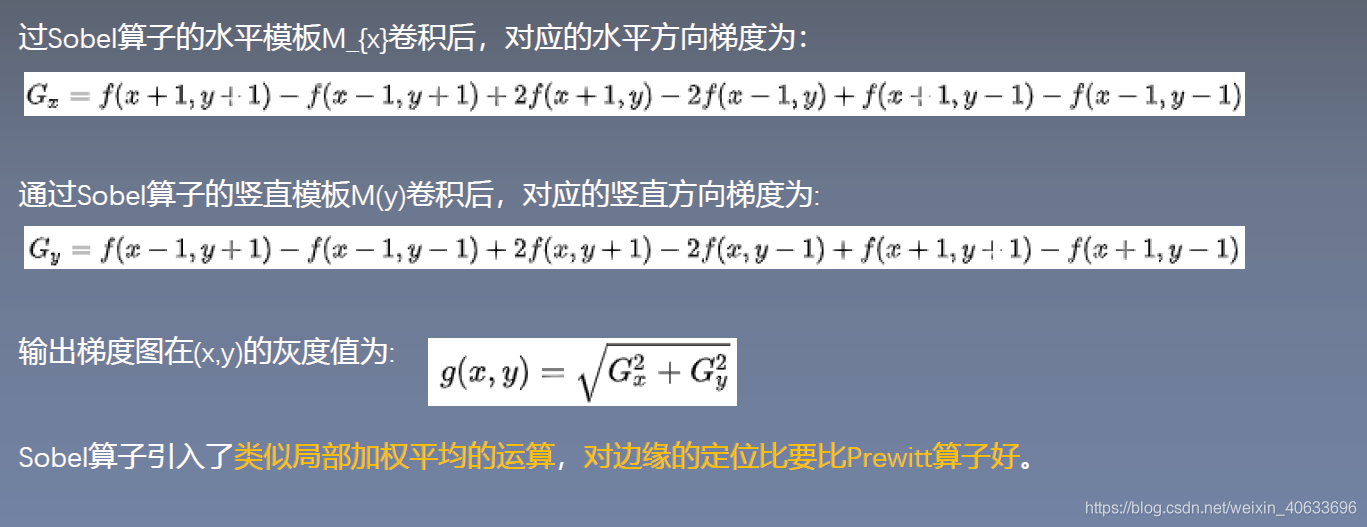 过Sobel算子的水平模板M_{x}卷积后，对应的水平方向梯度为：
G_x = f(x + 1, y + 1) − f(x − 1, y + 1) + 2f(x + 1, y) − 2f(x − 1, y) + f(x + 1, y − 1) − f(x − 1, y − 1)
通过Sobel算子的竖直模板M(y)卷积后，对应的竖直方向梯度为:
G_y = f(x − 1, y + 1) − f(x − 1, y − 1) + 2f(x, y + 1) − 2f(x, y − 1) + f(x + 1, y + 1) − f(x + 1, y − 1)
输出梯度图在(x,y)的灰度值为: g(x, y) = √(G_x^2 + G_y^2)
Sobel算子引入了类似局部加权平均的运算，对边缘的定位比要比Prewitt算子好。
https://blog.csdn.net/weixin_40633696